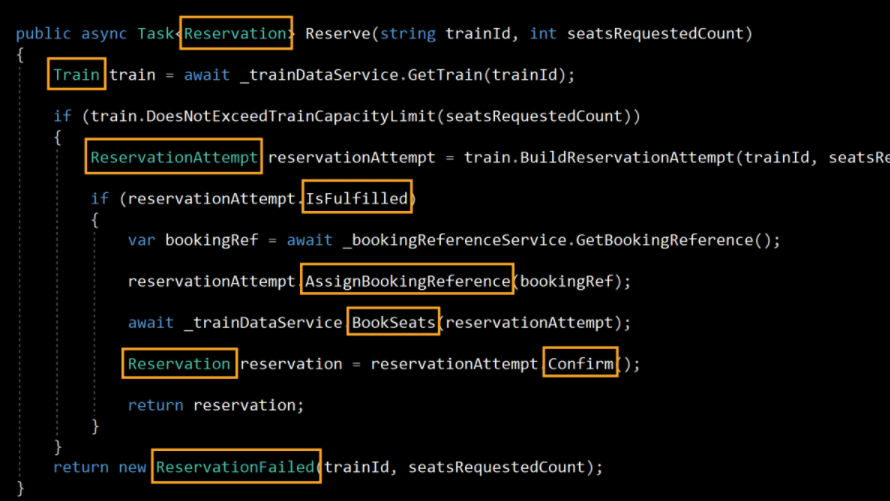 public async Task<Reservation> Reserve(string trainId, int seatsRequestedCount)
{
Train train = await _trainDataService.GetTrain(trainId);
if (train.DoesNotExceedTrainCapacityLimit(seatsRequestedCount))
{
ReservationAttempt reservationAttempt = train.BuildReservationAttempt(trainId, seatsRe
if (reservationAttempt.IsFulfilled)
{
var bookingRef = await _bookingReferenceService.GetBookingReference();
reservationAttempt.AssignBookingReference(bookingRef);
await _trainDataService.BookSeats(reservationAttempt);
Reservation reservation = reservationAttempt.Confirm();
return reservation;
}
}
return new ReservationFailed(trainId, seatsRequestedCount);
}